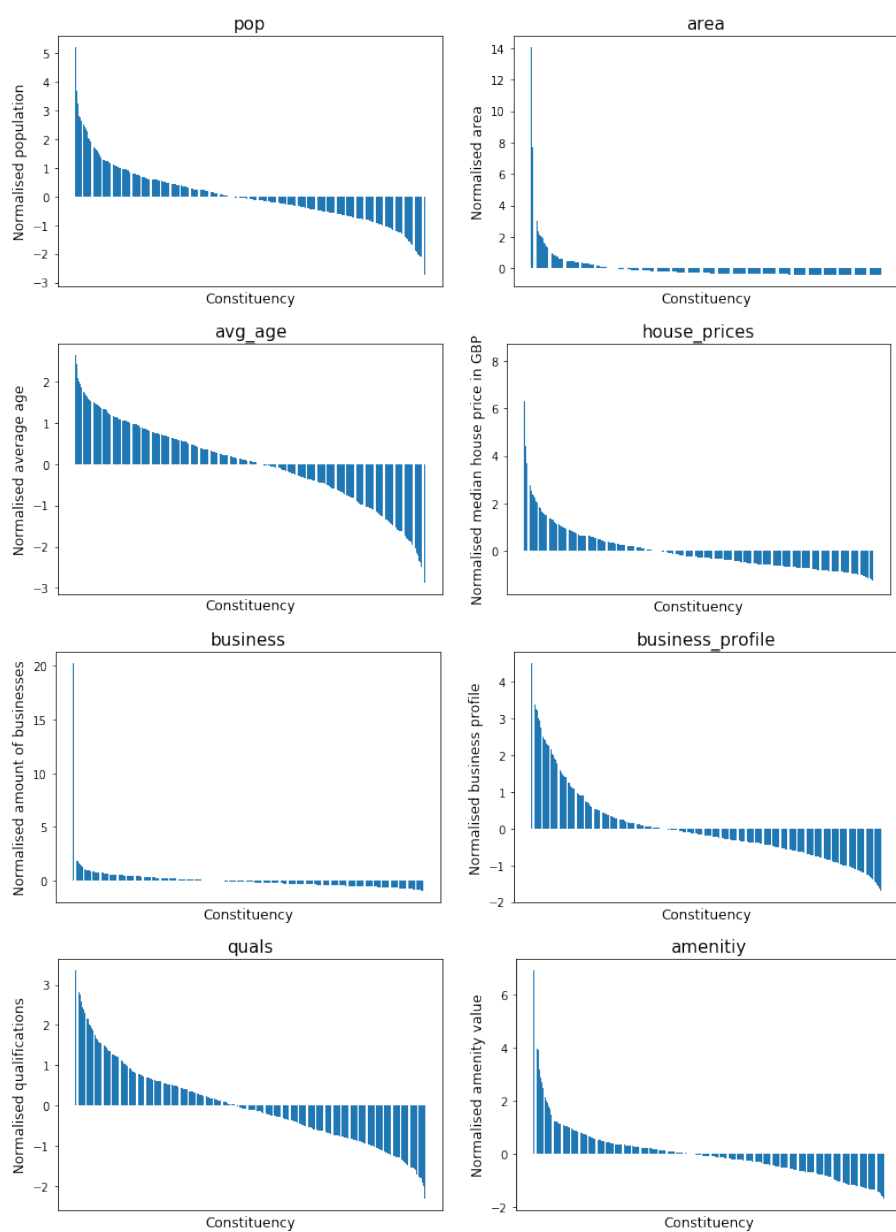 pop
Normalised population
5
4
3
2
1
0
−1
−2
−3
Constituency
area
Normalised area
14
12
10
8
6
4
2
0
Constituency
avg_age
Normalised average age
2
1
0
−1
−2
−3
Constituency
house_prices
Normalised median house price in GBP
8
6
4
2
0
Constituency
business
Normalised amount of businesses
20
15
10
5
0
Constituency
business_profile
Normalised business profile
4
3
2
1
0
−1
−2
Constituency
quals
Normalised qualifications
3
2
1
0
−1
−2
Constituency
amenitiy
Normalised amenity value
6
4
2
0
−2
Constituency